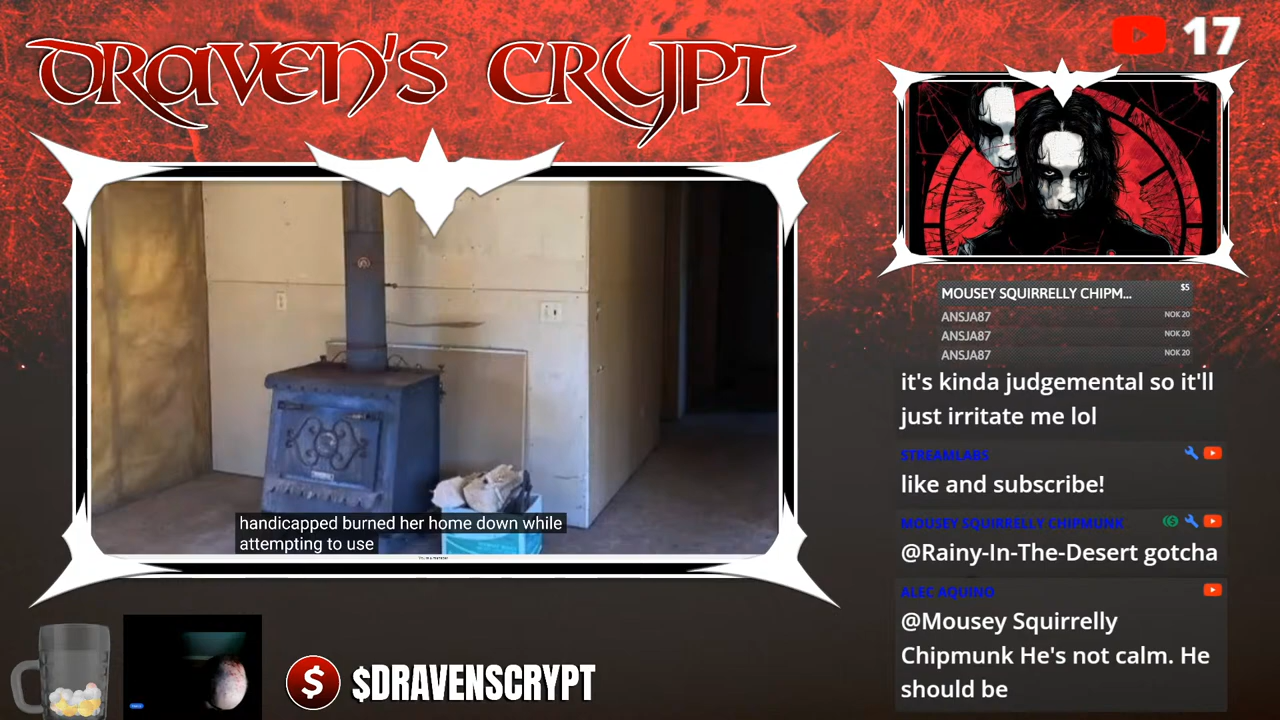 DRAVEN'S CRYPT
17
MOUSEY SQUIRRELLY CHIPM... $5
ANSJA87 NOK 20
ANSJA87 NOK 20
ANSJA87 NOK 20
it's kinda judgemental so it'll
just irritate me lol
STREAMLABS
like and subscribe!
MOUSEY SQUIRRELLY CHIPMUNK
@Rainy-In-The-Desert gotcha
ALEC AQUINO
@Mousey Squirrelly
Chipmunk He's not calm. He
should be
handicapped burned her home down while
attempting to use
$ $DRAVENSCRYPT